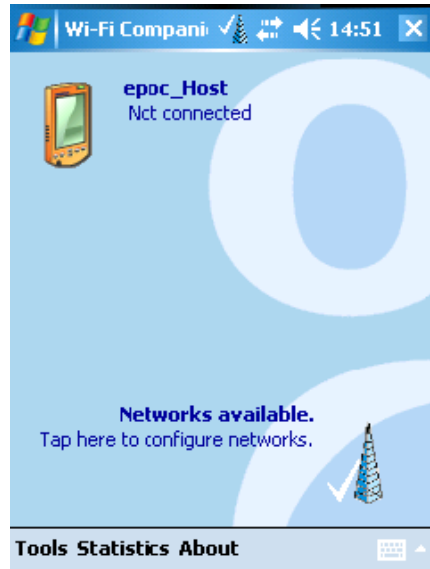 Wi-Fi Compani 14:51
epoc_Host
Nct connected
Networks available.
Tap here to configure networks.
Tools Statistics About